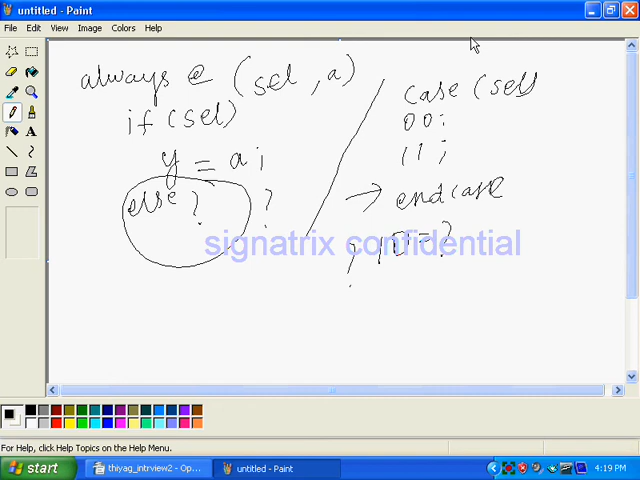 untitled - Paint
File Edit View Image Colors Help
always @ (sel, a)
if (sel)
y = a;
else ? ?
case (sel)
00:
11;
→ endcase
? 10 = ?
signatrix confidential
For Help, click Help Topics on the Help Menu.
start thiyag_intrview2 - Op... untitled - Paint 4:19 PM